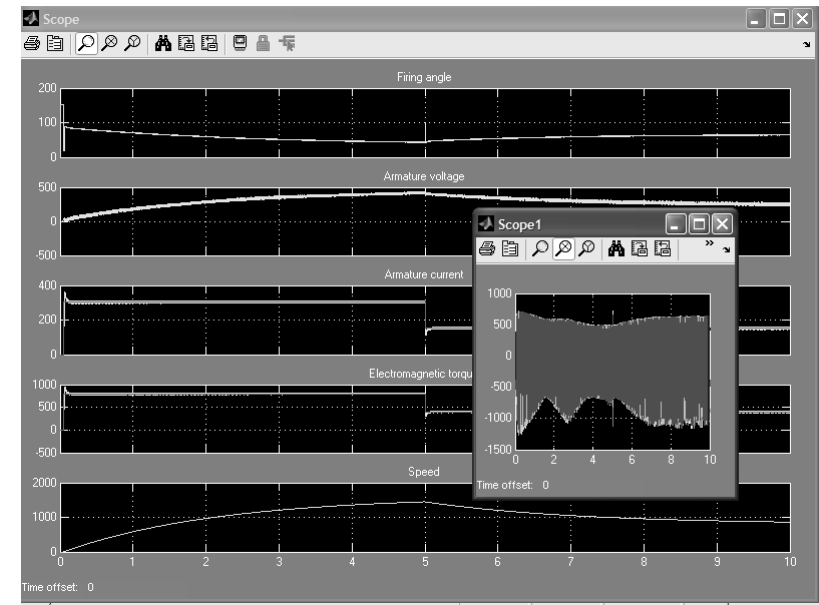 Scope
Firing angle
200
100
0
Armature voltage
500
0
-500
Armature current
400
200
0
Electromagnetic torqu
1000
500
0
-500
Speed
2000
1000
0
0 1 2 3 4 5 6 7 8 9 10
Time offset: 0
Scope1
1000
500
0
-500
-1000
-1500
0 2 4 6 8 10
Time offset: 0